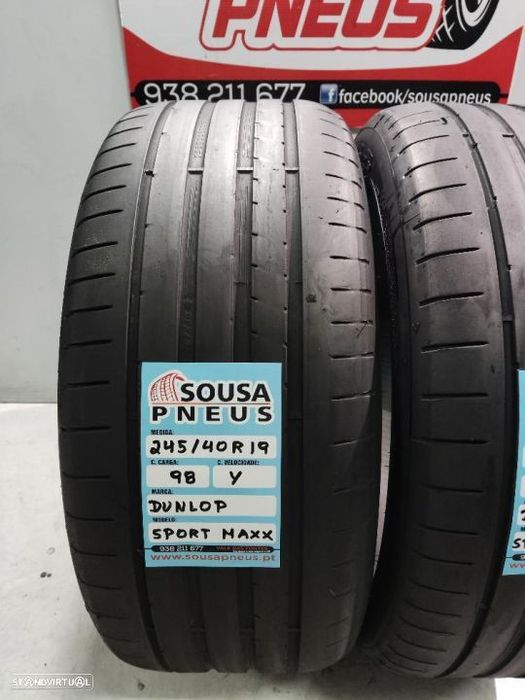 PNEUS
938 211 677
facebook/sousapneus
SOUSA
PNEUS
MEDIDA:
245/40R19
C. CARGA:
C. VELOCIDADE:
98
Y
MARCA:
DUNLOP
MODELO:
SPORT MAXX
938 211 677
www.sousapneus.pt
STANDVIRTUAL